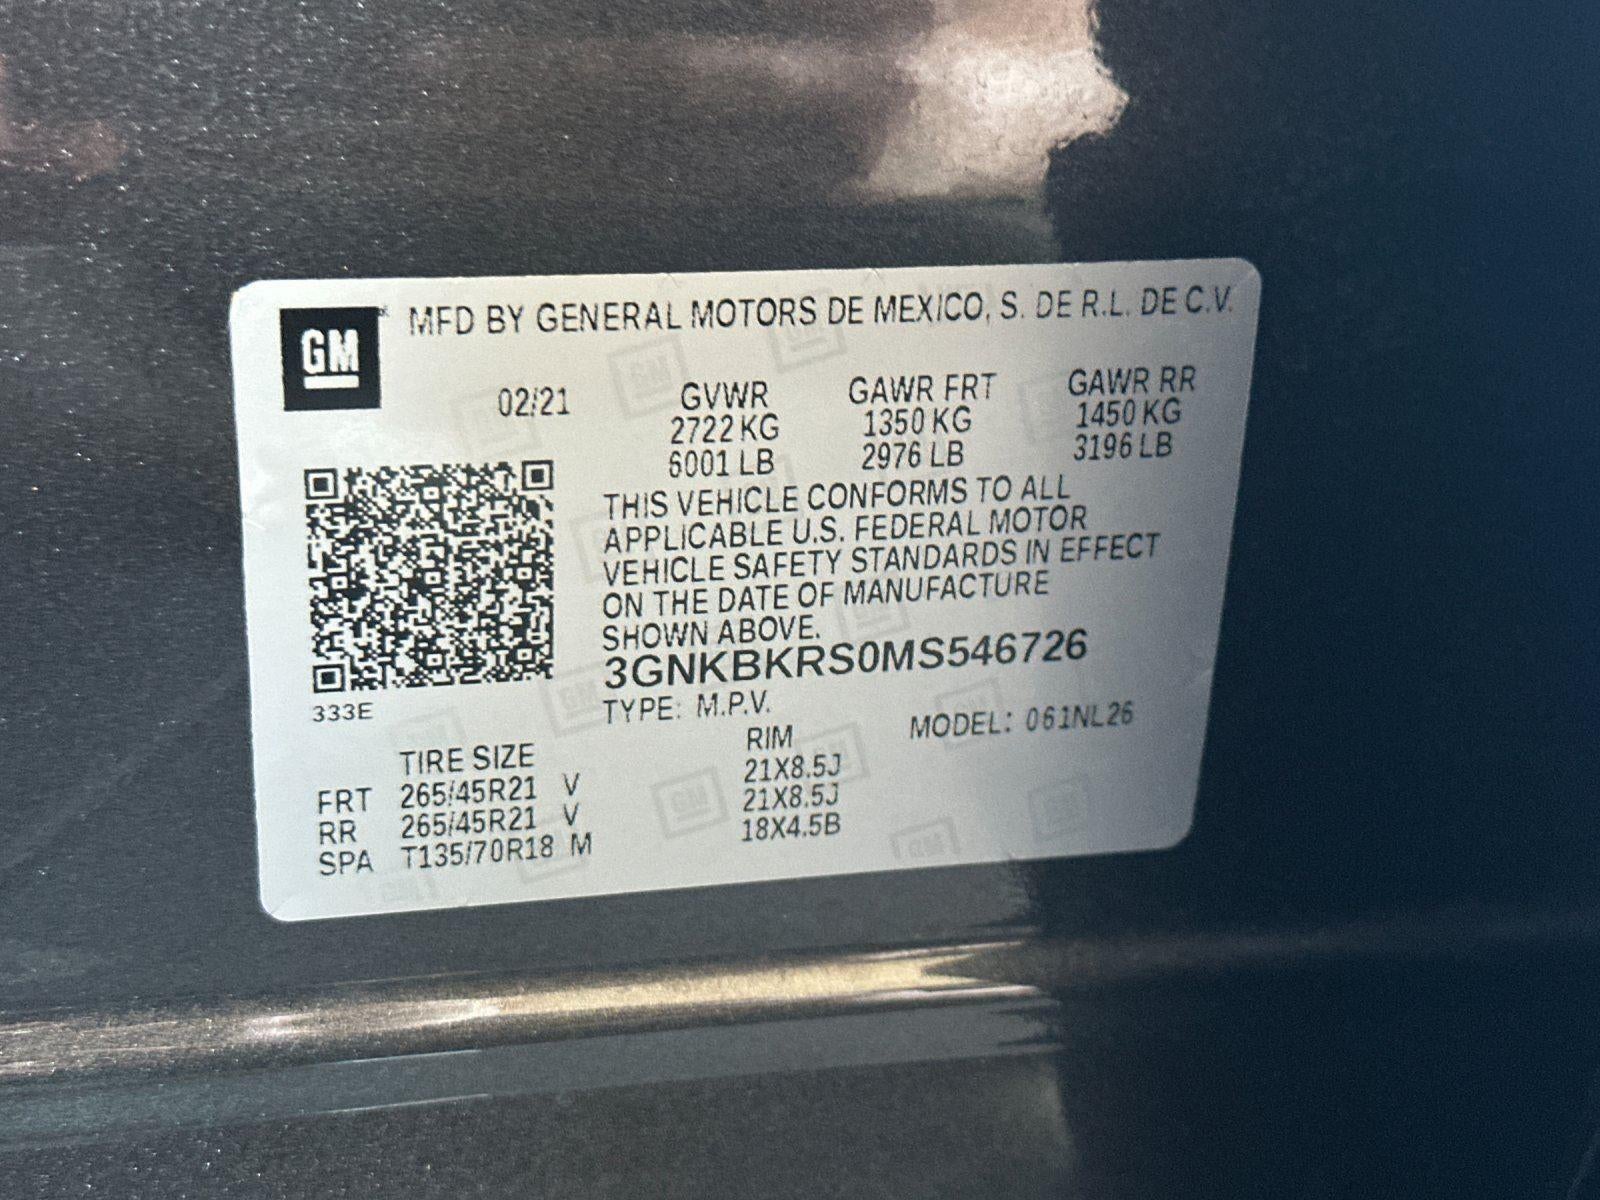 GM
MFD BY GENERAL MOTORS DE MEXICO, S. DE R.L. DE C.V.
02/21 GVWR GAWR FRT GAWR RR
2722 KG 1350 KG 1450 KG
6001 LB 2976 LB 3196 LB
THIS VEHICLE CONFORMS TO ALL
APPLICABLE U.S. FEDERAL MOTOR
VEHICLE SAFETY STANDARDS IN EFFECT
ON THE DATE OF MANUFACTURE
SHOWN ABOVE.
3GNKBKRS0MS546726
333E
TYPE: M.P.V. MODEL: 061NL26
TIRE SIZE RIM
FRT 265/45R21 V 21X8.5J
RR 265/45R21 V 21X8.5J
SPA T135/70R18 M 18X4.5B